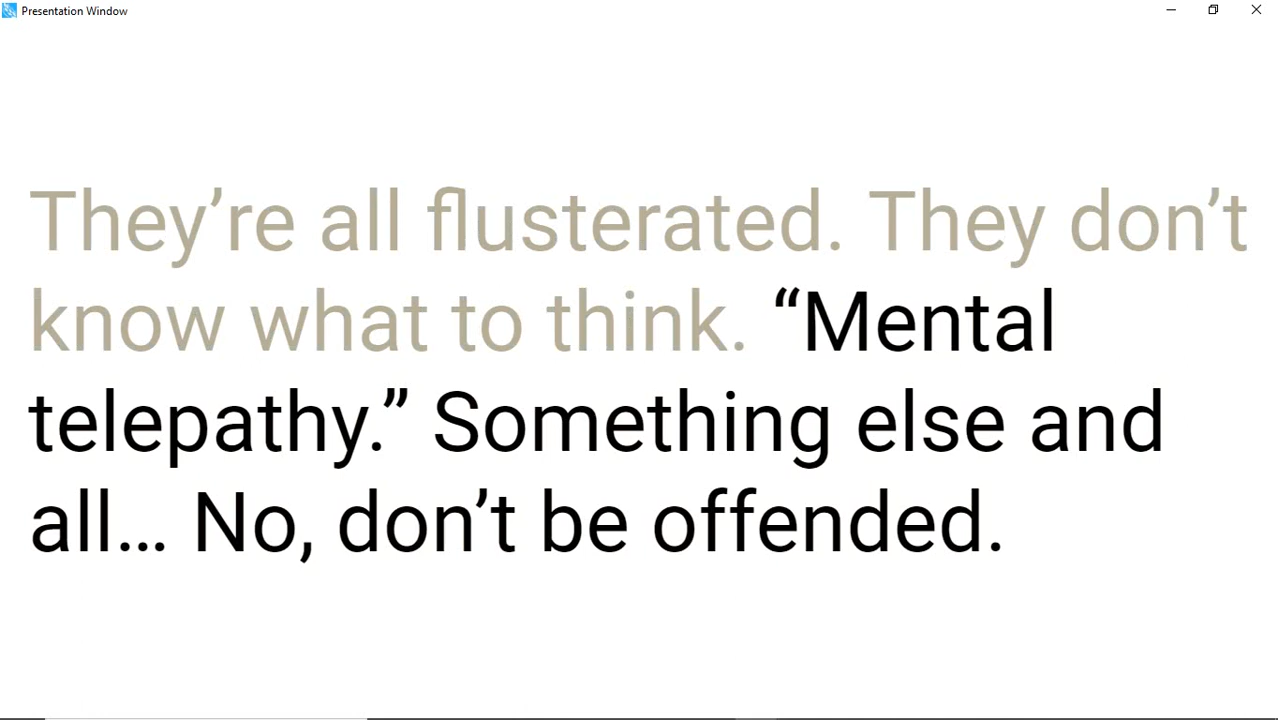 Presentation Window
They’re all flusterated. They don’t
know what to think. “Mental
telepathy.” Something else and
all… No, don’t be offended.